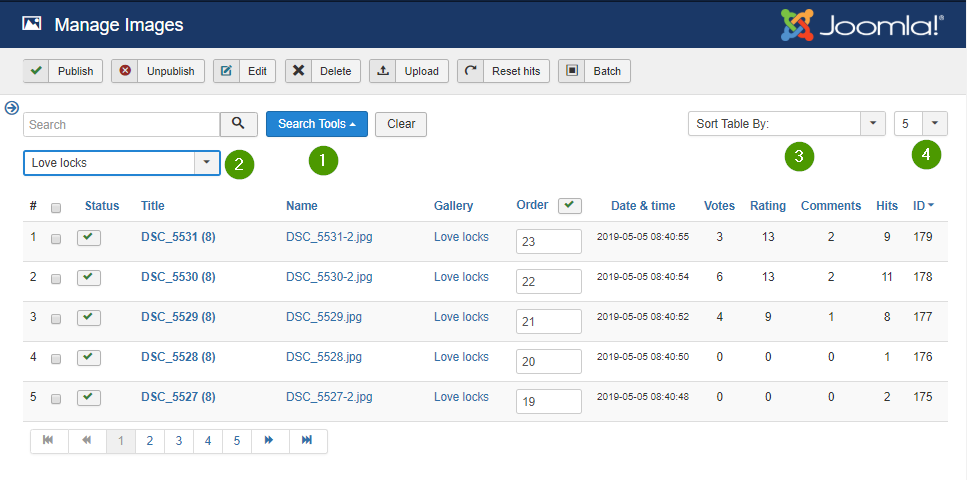 Manage Images
Joomla!®
Publish Unpublish Edit Delete Upload Reset hits Batch
Search Search Tools Clear Sort Table By: 5
Love locks 2 1 3 4
# Status Title Name Gallery Order Date & time Votes Rating Comments Hits ID
1 DSC_5531 (8) DSC_5531-2.jpg Love locks 23 2019-05-05 08:40:55 3 13 2 9 179
2 DSC_5530 (8) DSC_5530-2.jpg Love locks 22 2019-05-05 08:40:54 6 13 2 11 178
3 DSC_5529 (8) DSC_5529.jpg Love locks 21 2019-05-05 08:40:52 4 9 1 8 177
4 DSC_5528 (8) DSC_5528.jpg Love locks 20 2019-05-05 08:40:50 0 0 0 1 176
5 DSC_5527 (8) DSC_5527-2.jpg Love locks 19 2019-05-05 08:40:48 0 0 0 2 175
1 2 3 4 5